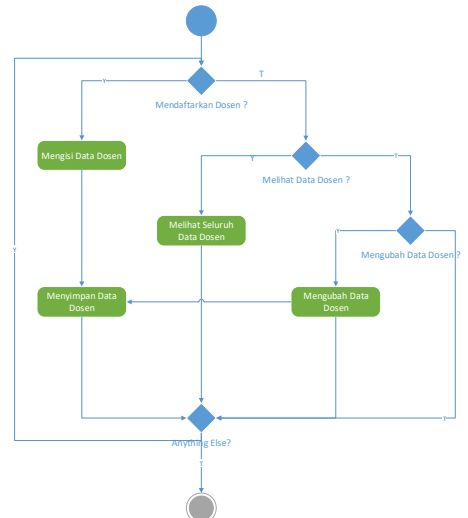 T
Y
Mendaftarkan Dosen ?
Mengisi Data Dosen
Y
Y
Melihat Data Dosen ?
Melihat Seluruh
Data Dosen
Y
Y
Mengubah Data Dosen ?
Y
Menyimpan Data
Dosen
Mengubah Data
Dosen
Y
Anything Else?
Y